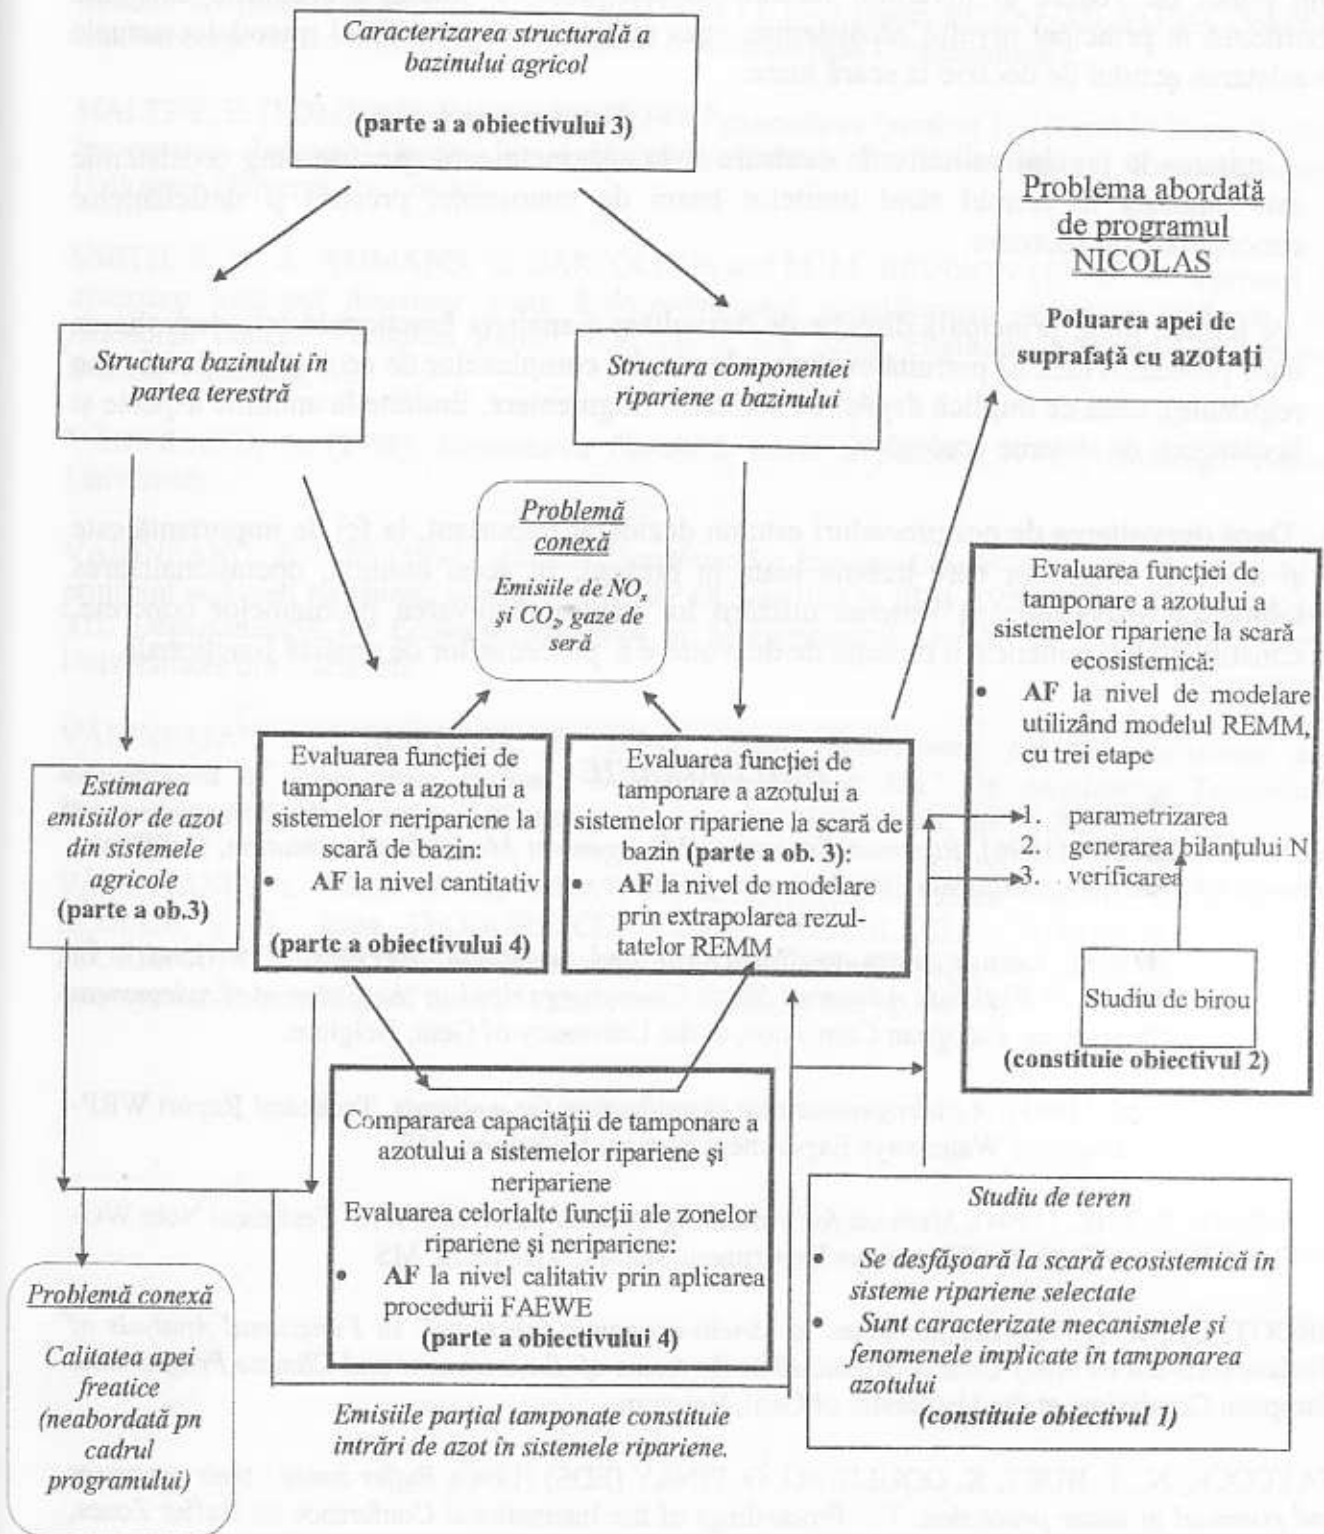 Caracterizarea structurală a
bazinului agricol
(parte a a obiectivului 3)
Problema abordată
de programul
NICOLAS
Poluarea apei de
suprafață cu azotați
Structura bazinului în
partea terestră
Structura componentei
ripariene a bazinului
Problemă
conexă
Emisiile de NOx
și CO2, gaze de
seră
Evaluarea funcției de
tamponare a azotului a
sistemelor ripariene la scară
ecosistemică:
• AF la nivel de modelare
utilizând modelul REMM,
cu trei etape
1. parametrizarea
2. generarea bilanțului N
3. verificarea
Studiu de birou
(constituie obiectivul 2)
Estimarea
emisiilor de azot
din sistemele
agricole
(parte a ob.3)
Evaluarea funcției de
tamponare a azotului a
sistemelor neripariene la
scară de bazin:
• AF la nivel cantitativ
(parte a obiectivului 4)
Evaluarea funcției de
tamponare a azotului a
sistemelor ripariene la scară de
bazin (parte a ob. 3):
• AF la nivel de modelare
prin extrapolarea rezul-
tatelor REMM
Compararea capacității de tamponare a
azotului a sistemelor ripariene și
neripariene
Evaluarea celorlalte funcții ale zonelor
ripariene și neripariene:
• AF la nivel calitativ prin aplicarea
procedurii FAEWE
(parte a obiectivului 4)
Studiu de teren
• Se desfășoară la scară ecosistemică în
sisteme ripariene selectate
• Sunt caracterizate mecanismele și
fenomenele implicate în tamponarea
azotului
(constituie obiectivul 1)
Problemă conexă
Calitatea apei
freatice
(neabordată pn
cadrul
programului)
Emisiile parțial tamponate constituie
intrări de azot în sistemele ripariene.